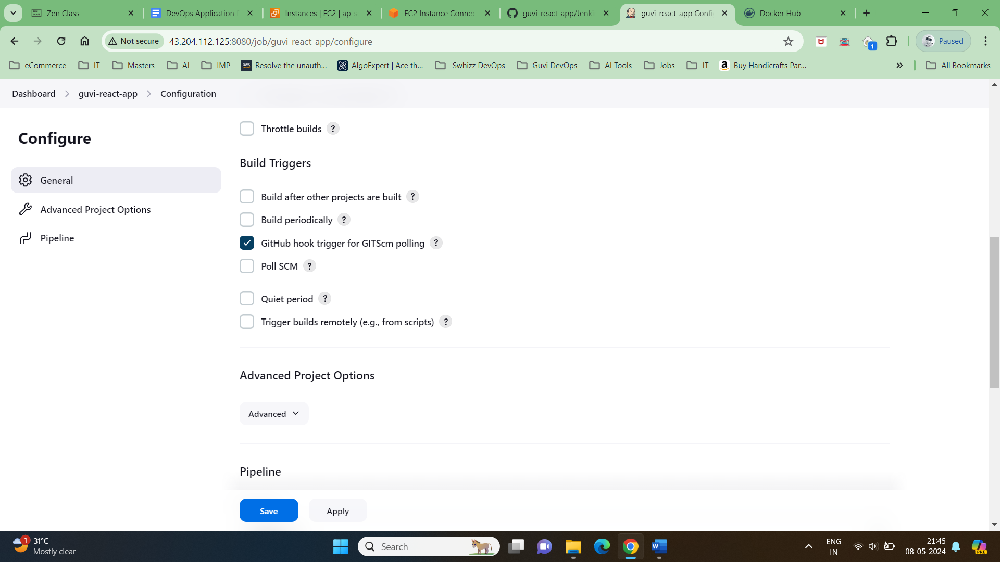 Zen Class
DevOps Application D
Instances | EC2 | ap-s
EC2 Instance Connec
guvi-react-app/Jenkin
guvi-react-app Confi
Docker Hub
Not secure
43.204.112.125:8080/job/guvi-react-app/configure
1
Paused
eCommerce
IT
Masters
AI
IMP
aws
Resolve the unauth...
AlgoExpert | Ace th...
Swhizz DevOps
Guvi DevOps
AI Tools
Jobs
IT
Buy Handicrafts Par...
All Bookmarks
Dashboard
guvi-react-app
Configuration
Configure
General
Advanced Project Options
Pipeline
Throttle builds ?
Build Triggers
Build after other projects are built ?
Build periodically ?
GitHub hook trigger for GITScm polling ?
Poll SCM ?
Quiet period ?
Trigger builds remotely (e.g., from scripts) ?
Advanced Project Options
Advanced
Pipeline
Save
Apply
1
31°C
Mostly clear
Search
ENG
IN
21:45
08-05-2024
PRE